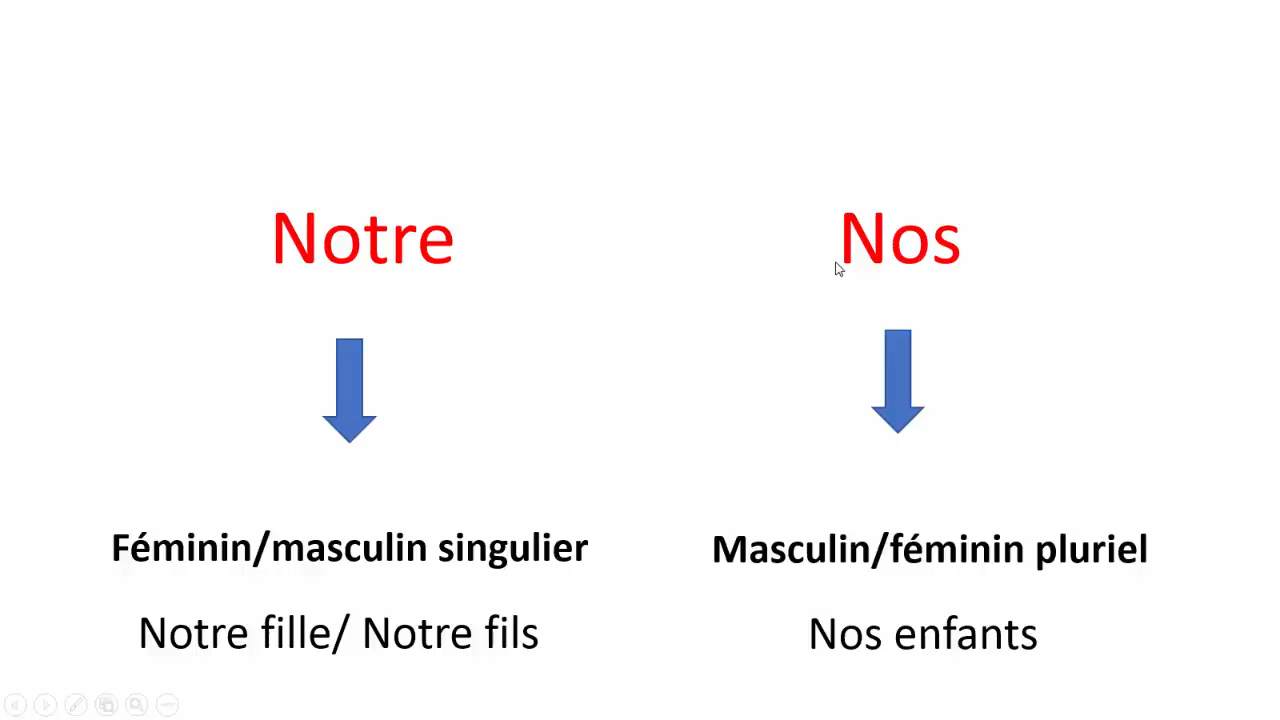 Notre
Nos
Féminin/masculin singulier
Masculin/féminin pluriel
Notre fille/ Notre fils
Nos enfants